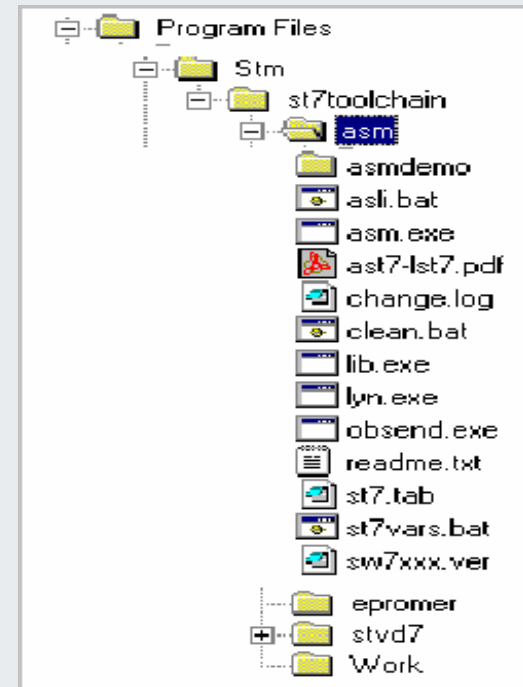 Program Files
Stm
st7toolchain
asm
asmdemo
asli.bat
asm.exe
ast7-lst7.pdf
change.log
clean.bat
lib.exe
lyn.exe
obsend.exe
readme.txt
st7.tab
st7vars.bat
sw7xxx.ver
epromer
stvd7
Work